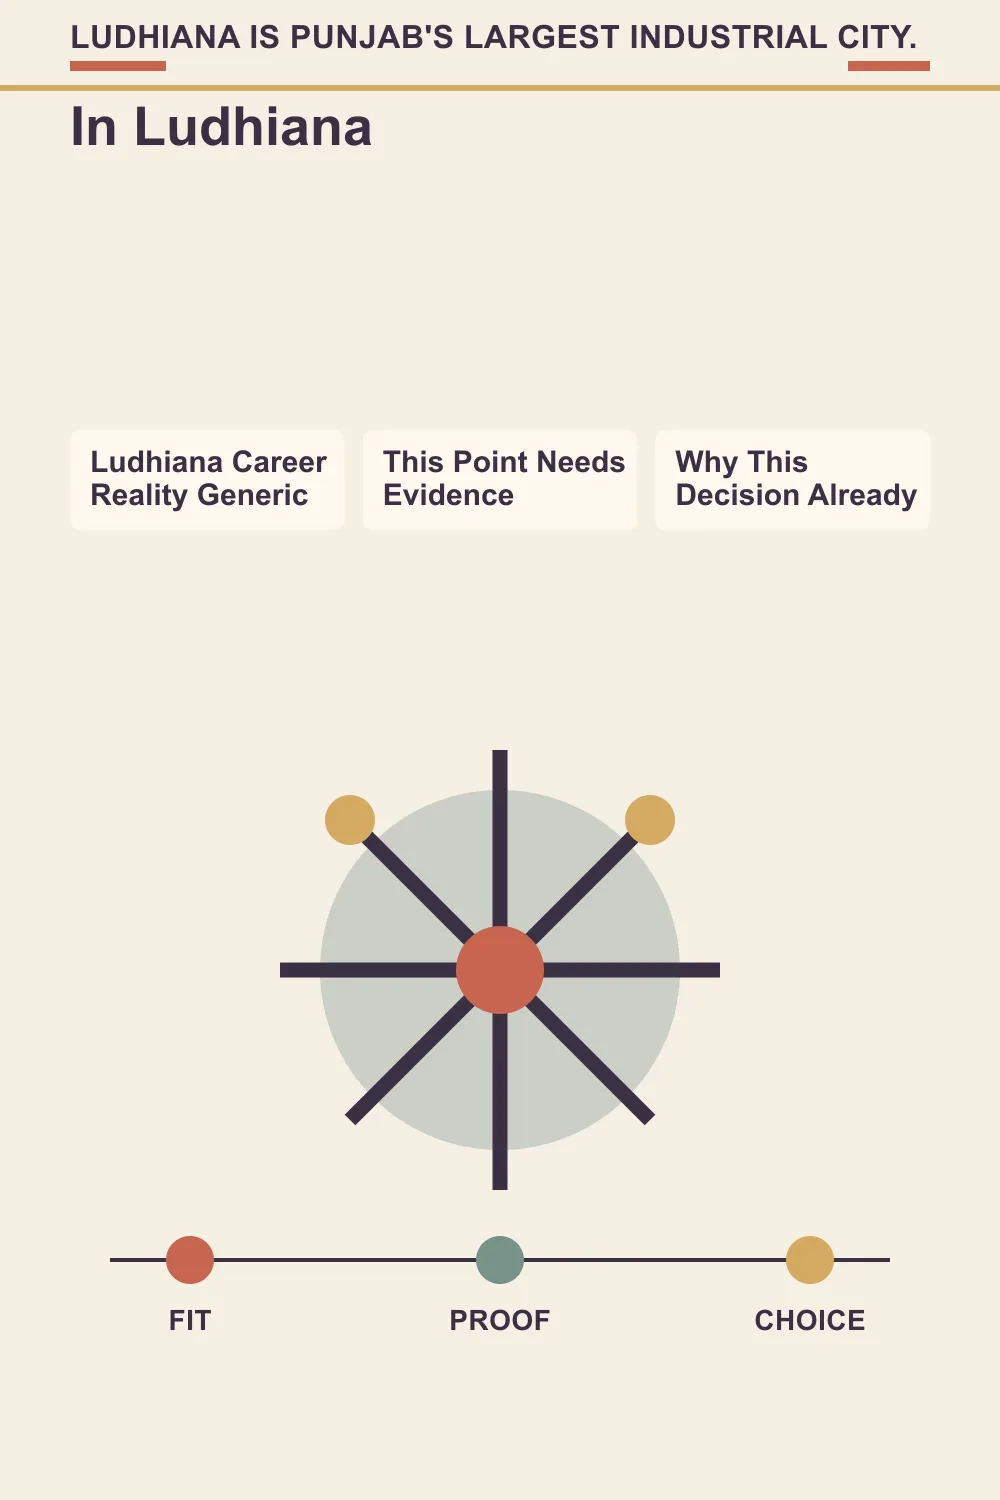 LUDHIANA IS PUNJAB'S LARGEST INDUSTRIAL CITY.
In Ludhiana
Ludhiana Career
Reality Generic
This Point Needs
Evidence
Why This
Decision Already
FIT
PROOF
CHOICE